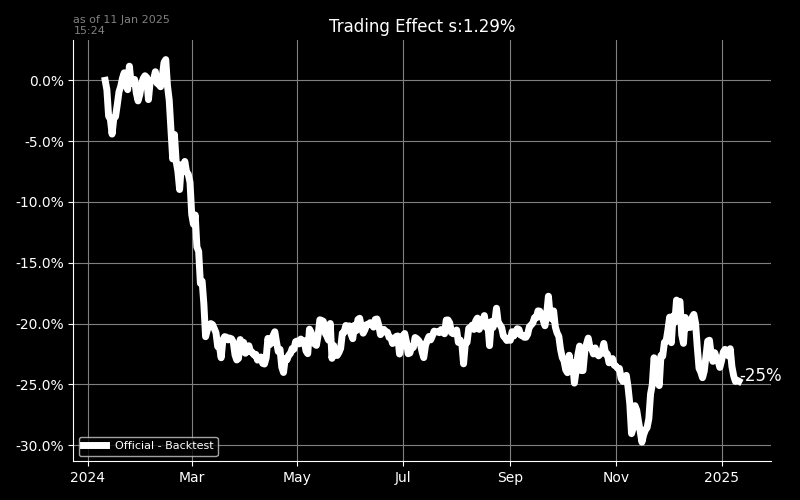 as of 11 Jan 2025
15:24
Trading Effect s:1.29%
0.0%
-5.0%
-10.0%
-15.0%
-20.0%
-25.0%
-30.0%
-25%
Official - Backtest
2024 Mar May Jul Sep Nov 2025